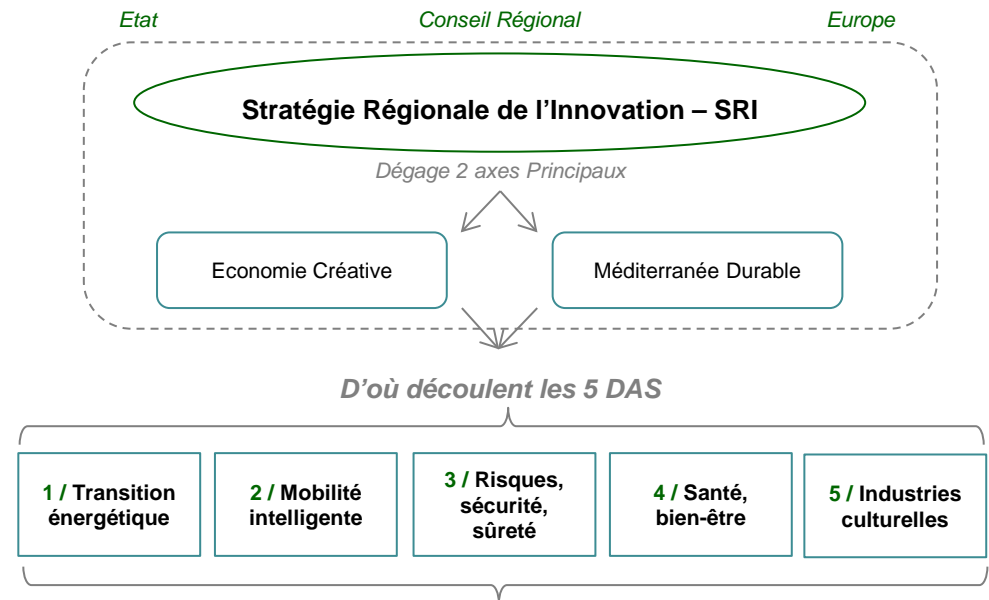 Etat
Conseil Régional
Europe
Stratégie Régionale de l'Innovation – SRI
Dégage 2 axes Principaux
Economie Créative
Méditerranée Durable
D'où découlent les 5 DAS
1 / Transition
énergétique
2 / Mobilité
intelligente
3 / Risques,
sécurité,
sûreté
4 / Santé,
bien-être
5 / Industries
culturelles